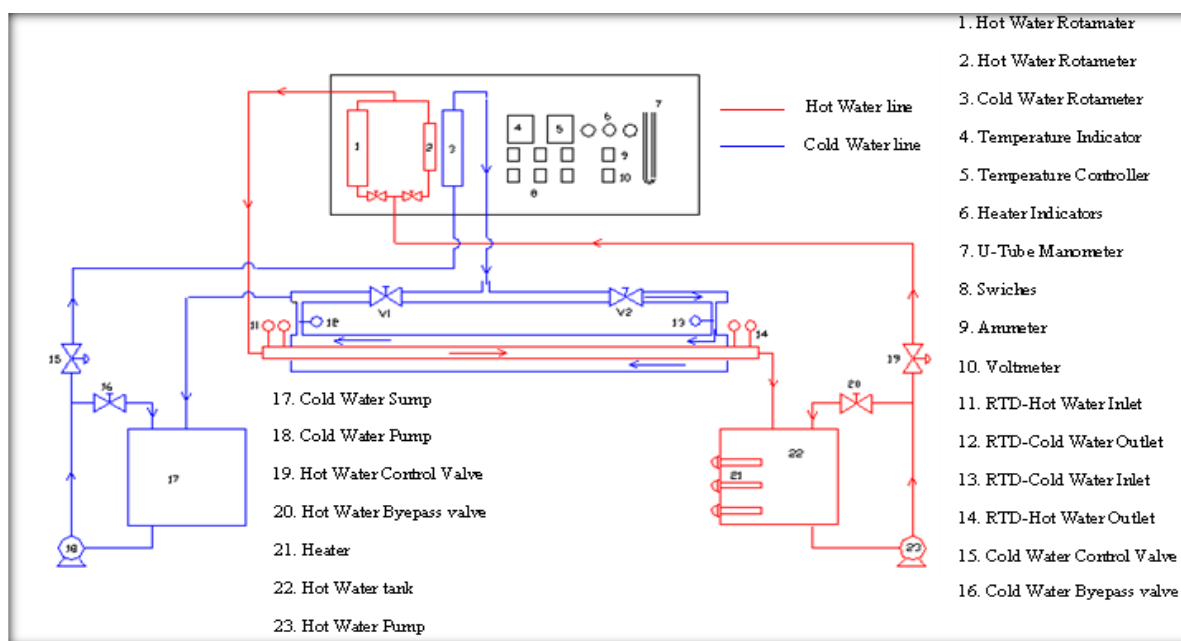 1. Hot Water Rotamater
2. Hot Water Rotameter
3. Cold Water Rotameter
4. Temperature Indicator
5. Temperature Controller
6. Heater Indicators
7. U-Tube Manometer
8. Swiches
9. Ammeter
10. Voltmeter
11. RTD-Hot Water Inlet
12. RTD-Cold Water Outlet
13. RTD-Cold Water Inlet
14. RTD-Hot Water Outlet
15. Cold Water Control Valve
16. Cold Water Byepass valve
Hot Water line
Cold Water line
1
2
3
4
5
6
7
8
9
10
11
12
V1
V2
13
14
15
16
17
18
19
20
21
22
23
17. Cold Water Sump
18. Cold Water Pump
19. Hot Water Control Valve
20. Hot Water Byepass valve
21. Heater
22. Hot Water tank
23. Hot Water Pump